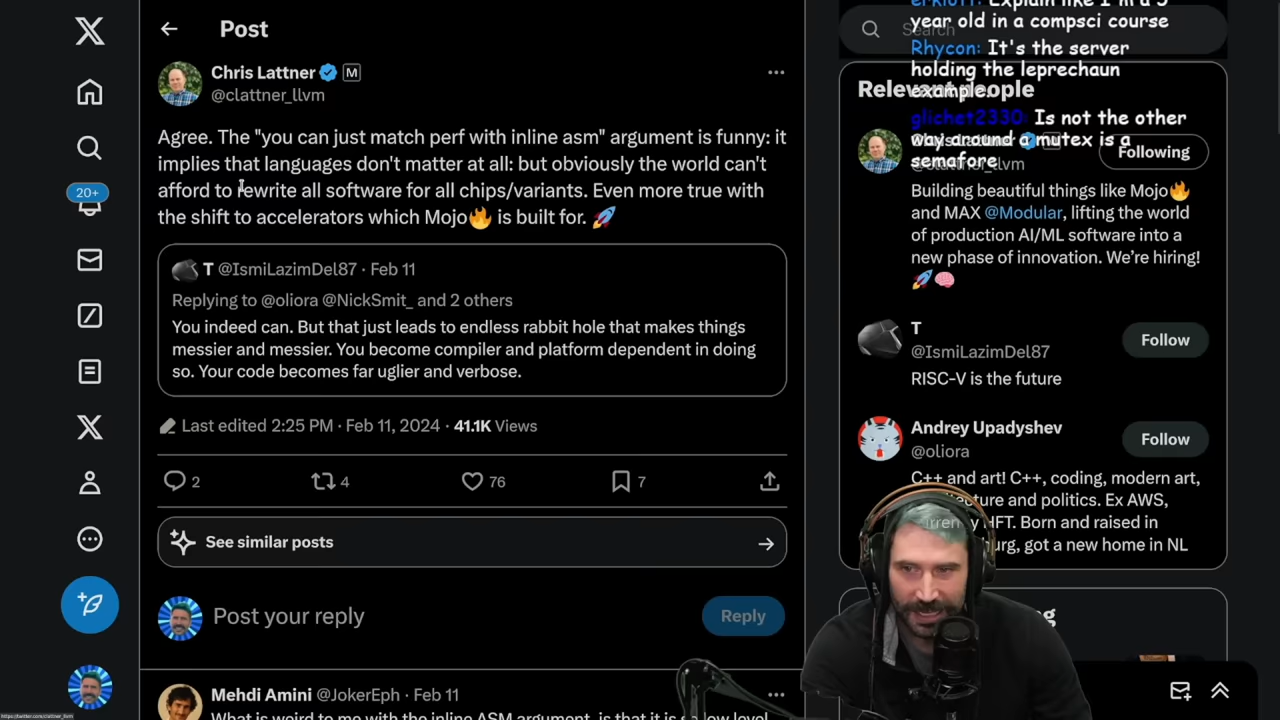 Post
Chris Lattner M
@clattner_llvm
Agree. The "you can just match perf with inline asm" argument is funny: it
implies that languages don't matter at all: but obviously the world can't
afford to rewrite all software for all chips/variants. Even more true with
the shift to accelerators which Mojo🔥 is built for. 🚀
T @IsmiLazimDel87 · Feb 11
Replying to @oliora @NickSmit_ and 2 others
You indeed can. But that just leads to endless rabbit hole that makes things
messier and messier. You become compiler and platform dependent in doing
so. Your code becomes far uglier and verbose.
Last edited 2:25 PM · Feb 11, 2024 · 41.1K Views
2 4 76 7
See similar posts
Post your reply
Reply
Mehdi Amini @JokerEph · Feb 11
What is weird to me with the inline ASM argument, is that it is so low level
20+
https://twitter.com/clattner_llvm
erkloff: Explain like I'm a 5
year old in a compsci course
Rhycon: It's the server
holding the leprechaun
example.
glichet2330: Is not the other
way around a mutex is a
semafore
Search
Relevant people
Following
Building beautiful things like Mojo🔥
and MAX @Modular, lifting the world
of production AI/ML software into a
new phase of innovation. We're hiring!
🚀🧠
T
@IsmiLazimDel87
Follow
RISC-V is the future
Andrey Upadyshev
@oliora
Follow
C++ and art! C++, coding, modern art,
and politics. Ex AWS,
HFT. Born and raised in
got a new home in NL